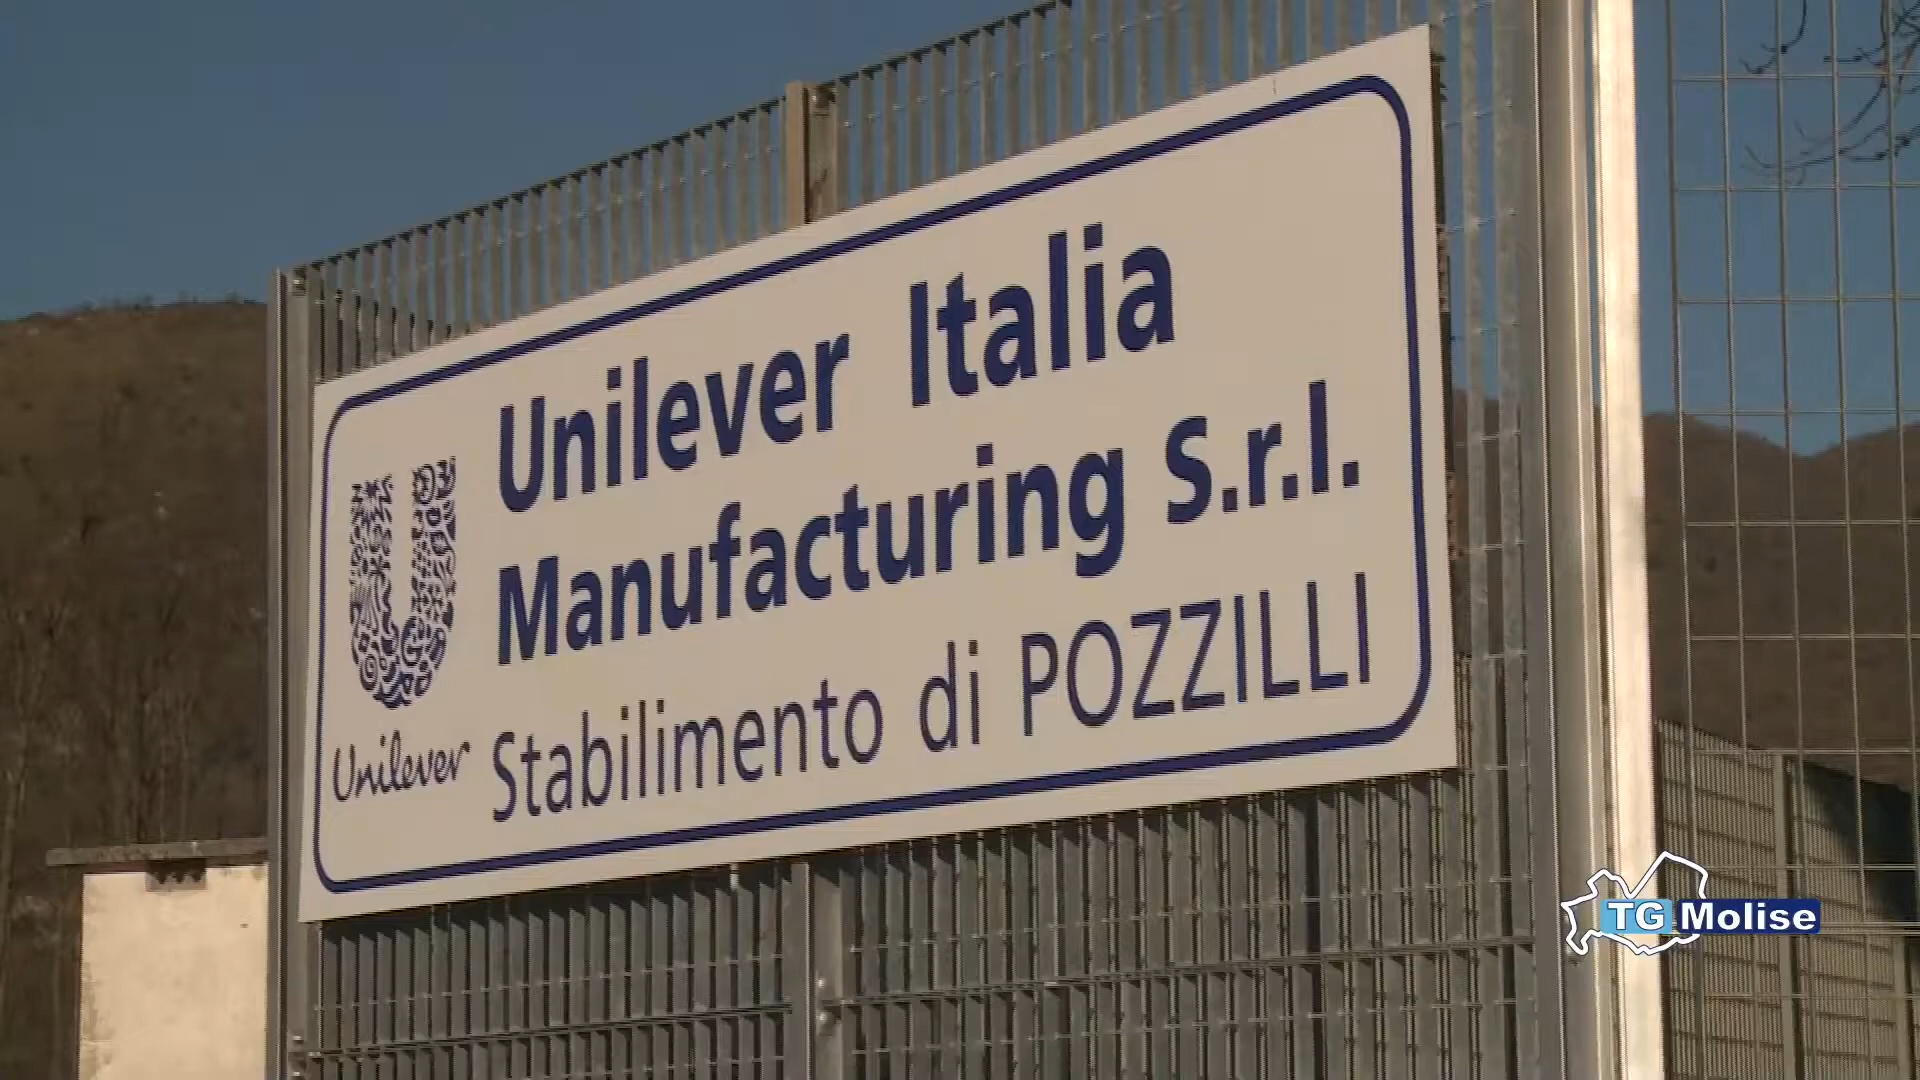 Unilever Italia
Manufacturing S.r.l.
Stabilimento di POZZILLI
Unilever
TG Molise